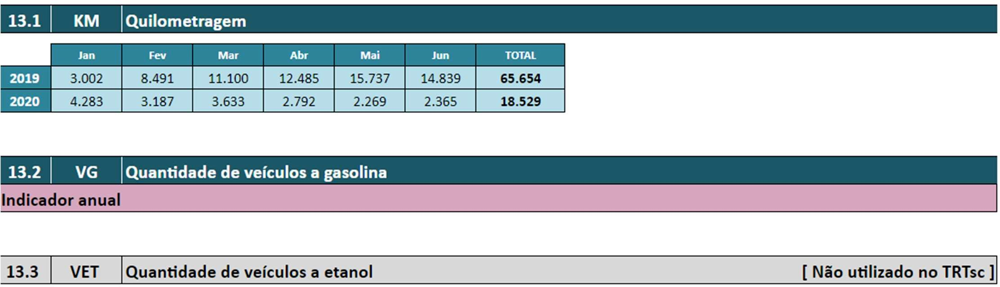 13.1 KM Quilometragem
Jan Fev Mar Abr Mai Jun TOTAL
2019 3.002 8.491 11.100 12.485 15.737 14.839 65.654
2020 4.283 3.187 3.633 2.792 2.269 2.365 18.529
13.2 VG Quantidade de veículos a gasolina
Indicador anual
13.3 VET Quantidade de veículos a etanol [ Não utilizado no TRTsc ]